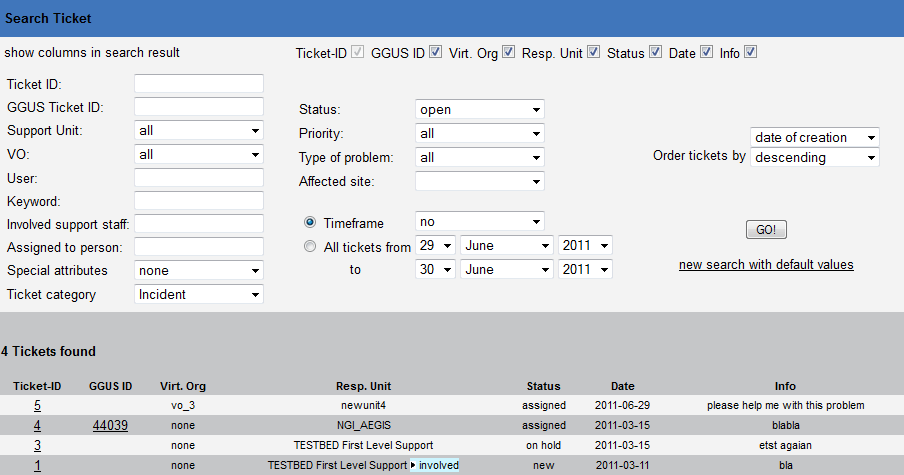 Search Ticket
show columns in search result
Ticket-ID GGUS ID Virt. Org Resp. Unit Status Date Info
Ticket ID:
GGUS Ticket ID:
Support Unit: all
VO: all
User:
Keyword:
Involved support staff:
Assigned to person:
Special attributes none
Ticket category Incident
Status: open
Priority: all
Type of problem: all
Affected site:
Timeframe no
All tickets from 29 June 2011
to 30 June 2011
date of creation
Order tickets by descending
GO!
new search with default values
4 Tickets found
Ticket-ID GGUS ID Virt. Org Resp. Unit Status Date Info
5 vo_3 newunit4 assigned 2011-06-29 please help me with this problem
4 44039 none NGI_AEGIS assigned 2011-03-15 blabla
3 none TESTBED First Level Support on hold 2011-03-15 etst agaian
1 none TESTBED First Level Support involved new 2011-03-11 bla